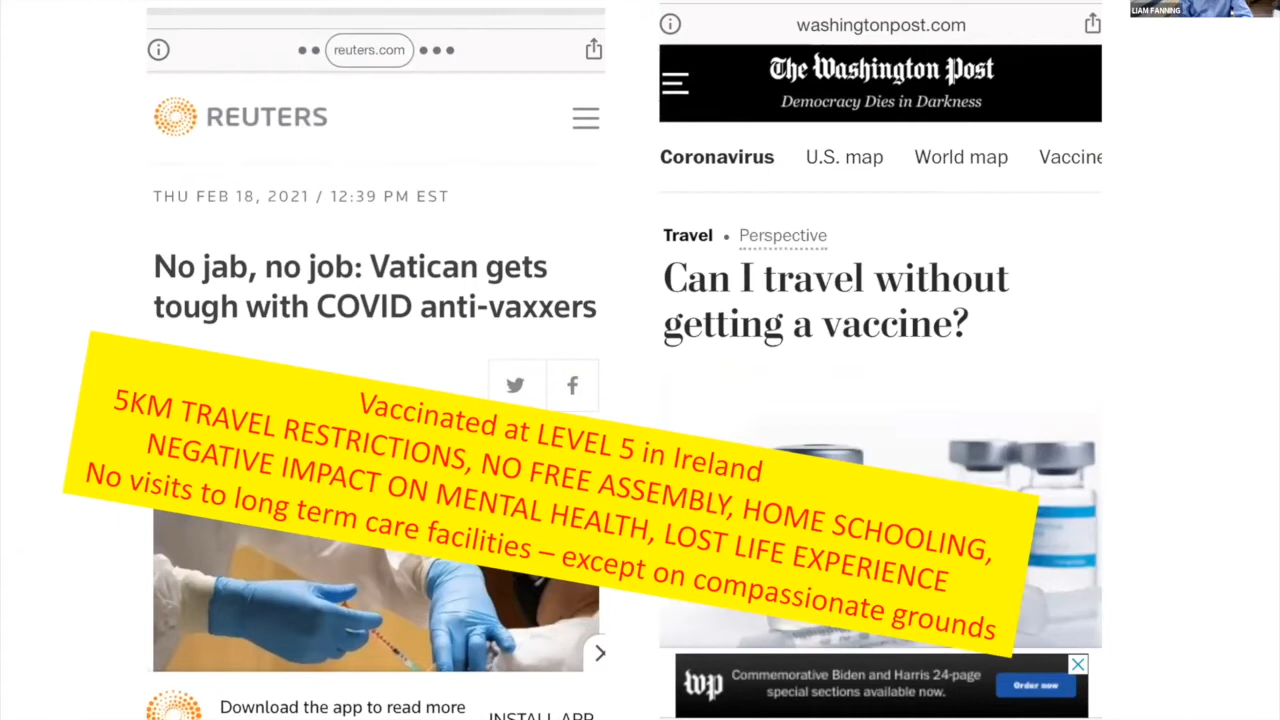 LIAM FANNING
reuters.com
REUTERS
THU FEB 18, 2021 / 12:39 PM EST
No jab, no job: Vatican gets
tough with COVID anti-vaxxers
Download the app to read more
INSTALL APP
washingtonpost.com
The Washington Post
Democracy Dies in Darkness
Coronavirus U.S. map World map Vaccine
Travel • Perspective
Can I travel without
getting a vaccine?
Vaccinated at LEVEL 5 in Ireland
5KM TRAVEL RESTRICTIONS, NO FREE ASSEMBLY, HOME SCHOOLING,
NEGATIVE IMPACT ON MENTAL HEALTH, LOST LIFE EXPERIENCE
No visits to long term care facilities – except on compassionate grounds
wp
Commemorative Biden and Harris 24-page
special sections available now.
Order now